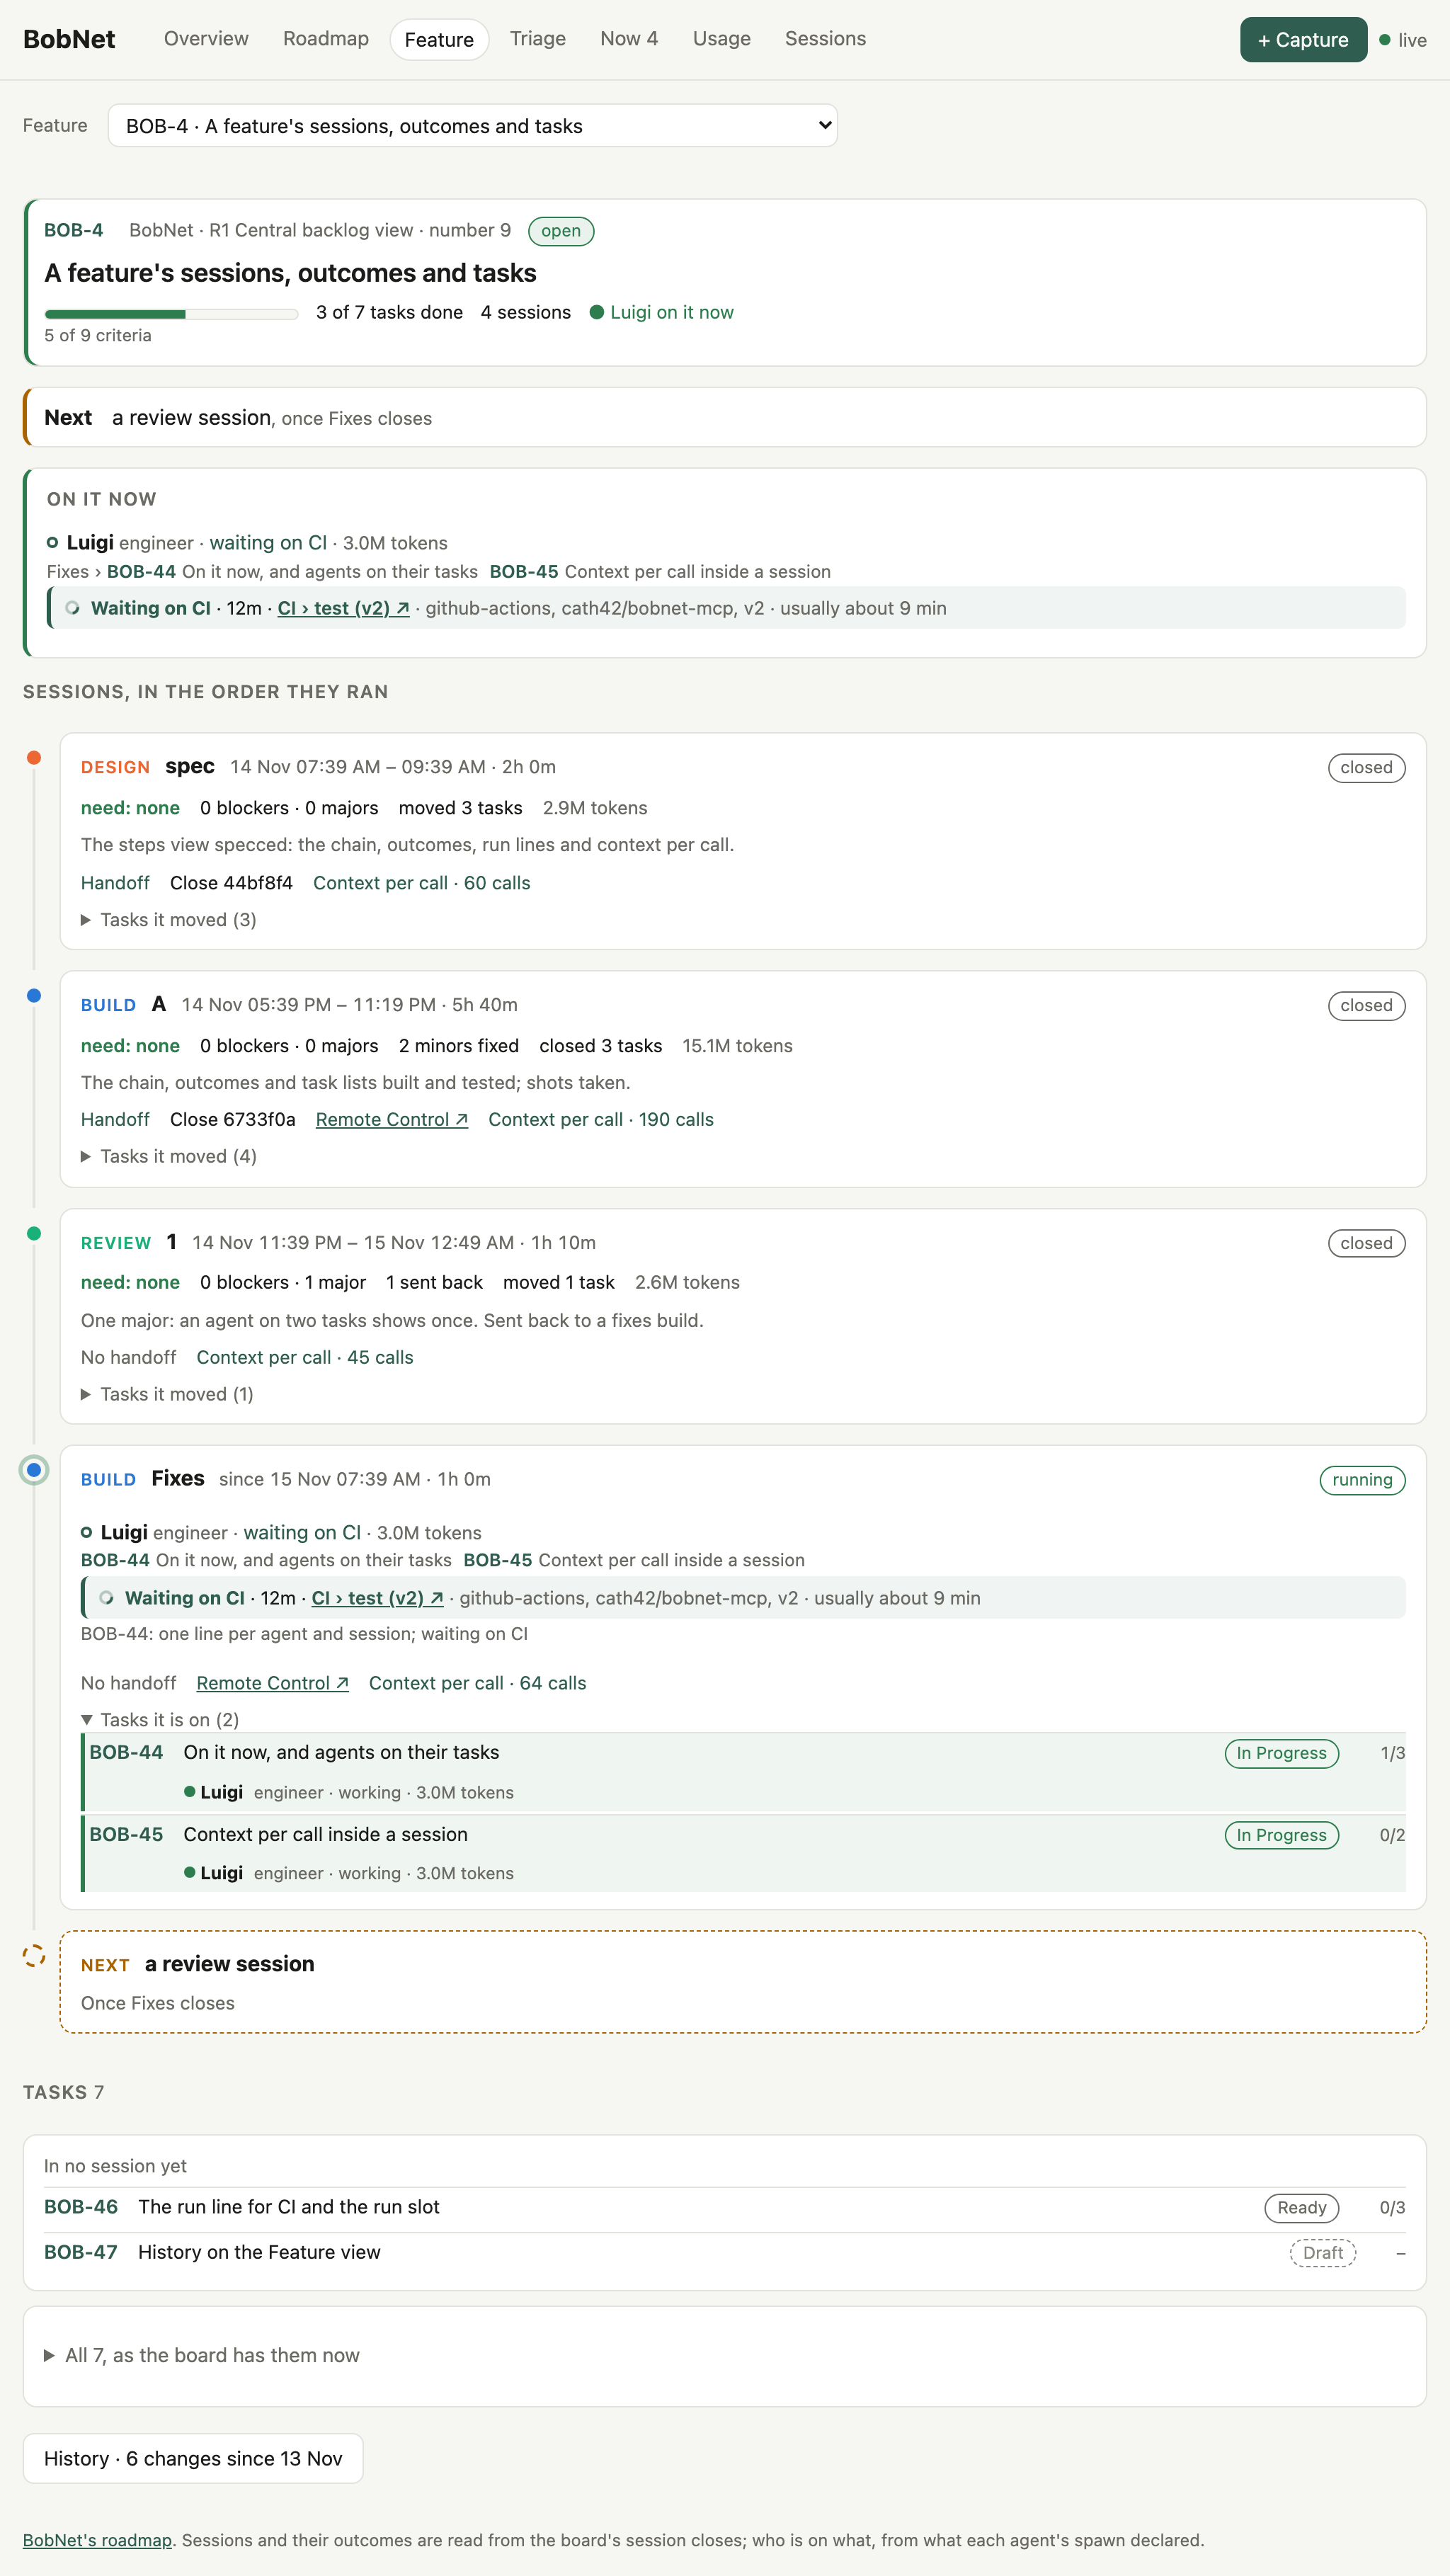 BobNet Overview Roadmap Feature Triage Now 4 Usage Sessions + Capture live
Feature BOB-4 · A feature's sessions, outcomes and tasks
BOB-4 BobNet · R1 Central backlog view · number 9 open
A feature's sessions, outcomes and tasks
3 of 7 tasks done 4 sessions Luigi on it now
5 of 9 criteria
Next a review session, once Fixes closes
ON IT NOW
Luigi engineer · waiting on CI · 3.0M tokens
Fixes › BOB-44 On it now, and agents on their tasks BOB-45 Context per call inside a session
Waiting on CI · 12m · CI › test (v2) ↗ · github-actions, cath42/bobnet-mcp, v2 · usually about 9 min
SESSIONS, IN THE ORDER THEY RAN
DESIGN spec 14 Nov 07:39 AM – 09:39 AM · 2h 0m closed
need: none 0 blockers · 0 majors moved 3 tasks 2.9M tokens
The steps view specced: the chain, outcomes, run lines and context per call.
Handoff Close 44bf8f4 Context per call · 60 calls
▶ Tasks it moved (3)
BUILD A 14 Nov 05:39 PM – 11:19 PM · 5h 40m closed
need: none 0 blockers · 0 majors 2 minors fixed closed 3 tasks 15.1M tokens
The chain, outcomes and task lists built and tested; shots taken.
Handoff Close 6733f0a Remote Control ↗ Context per call · 190 calls
▶ Tasks it moved (4)
REVIEW 1 14 Nov 11:39 PM – 15 Nov 12:49 AM · 1h 10m closed
need: none 0 blockers · 1 major 1 sent back moved 1 task 2.6M tokens
One major: an agent on two tasks shows once. Sent back to a fixes build.
No handoff Context per call · 45 calls
▶ Tasks it moved (1)
BUILD Fixes since 15 Nov 07:39 AM · 1h 0m running
Luigi engineer · waiting on CI · 3.0M tokens
BOB-44 On it now, and agents on their tasks BOB-45 Context per call inside a session
Waiting on CI · 12m · CI › test (v2) ↗ · github-actions, cath42/bobnet-mcp, v2 · usually about 9 min
BOB-44: one line per agent and session; waiting on CI
No handoff Remote Control ↗ Context per call · 64 calls
▼ Tasks it is on (2)
BOB-44 On it now, and agents on their tasks In Progress 1/3
Luigi engineer · working · 3.0M tokens
BOB-45 Context per call inside a session In Progress 0/2
Luigi engineer · working · 3.0M tokens
NEXT a review session
Once Fixes closes
TASKS 7
In no session yet
BOB-46 The run line for CI and the run slot Ready 0/3
BOB-47 History on the Feature view Draft –
▶ All 7, as the board has them now
History · 6 changes since 13 Nov
BobNet's roadmap. Sessions and their outcomes are read from the board's session closes; who is on what, from what each agent's spawn declared.